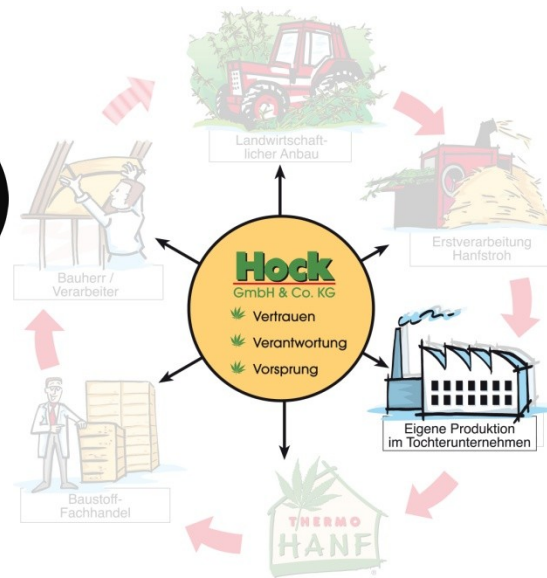 Landwirtschaft-
licher Anbau
Erstverarbeitung
Hanfstroh
Eigene Produktion
im Tochterunternehmen
THERMO
HANF
®
Baustoff-
Fachhandel
Bauherr /
Verarbeiter
Hock
GmbH & Co. KG
Vertrauen
Verantwortung
Vorsprung